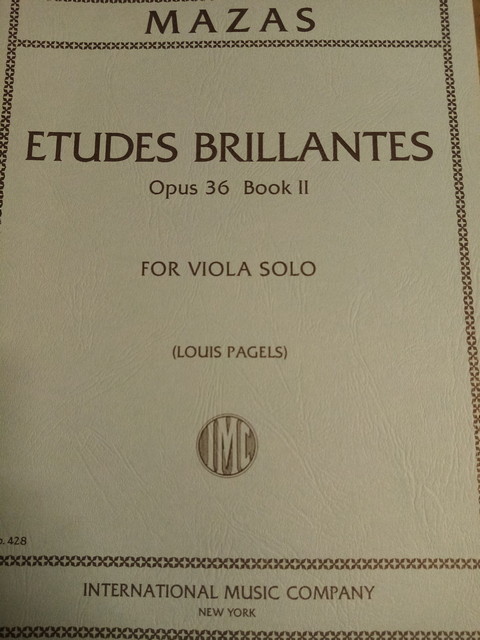 MAZAS
ETUDES BRILLANTES
Opus 36 Book II
FOR VIOLA SOLO
(LOUIS PAGELS)
IMC
428
INTERNATIONAL MUSIC COMPANY
NEW YORK